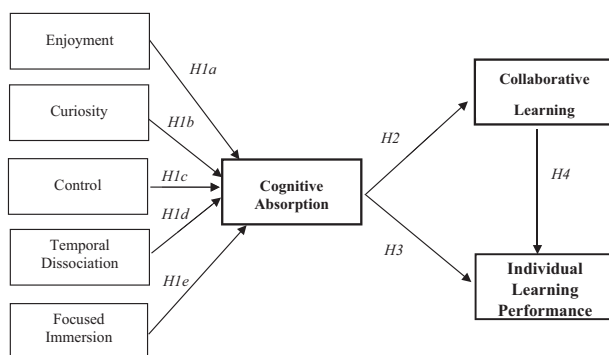 Enjoyment
H1a
Curiosity
H1b
Control
H1c
Temporal
Dissociation
H1d
Focused
Immersion
H1e
Cognitive
Absorption
H2
H3
Collaborative
Learning
H4
Individual
Learning
Performance